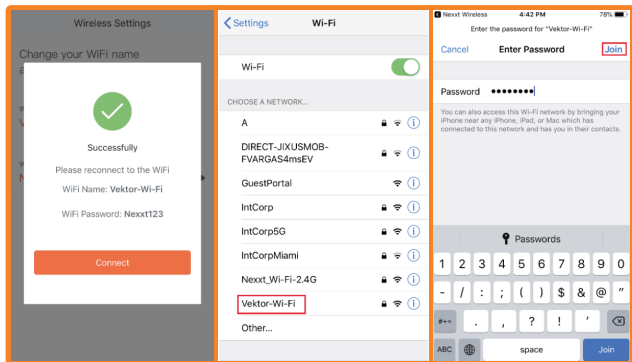 Wireless Settings
Change your WiFi name
Successfully
Please reconnect to the WiFi
WiFi Name: Vektor-Wi-Fi
WiFi Password: Nexxt123
Connect
Settings
Wi-Fi
Wi-Fi
CHOOSE A NETWORK...
A
DIRECT-JIXUSMOB-
FVARGAS4msEV
GuestPortal
IntCorp
IntCorp5G
IntCorpMiami
Nexxt_Wi-Fi-2.4G
Vektor-Wi-Fi
Other...
Nexxt Wireless 4:42 PM 78%
Enter the password for "Vektor-Wi-Fi"
Cancel Enter Password Join
Password ●●●●●●●●
You can also access this Wi-Fi network by bringing your
iPhone near any iPhone, iPad, or Mac which has
connected to this network and has you in their contacts.
Passwords
1 2 3 4 5 6 7 8 9 0
- / : ; ( ) $ & @ "
#+= . , ? ! '
ABC space Join